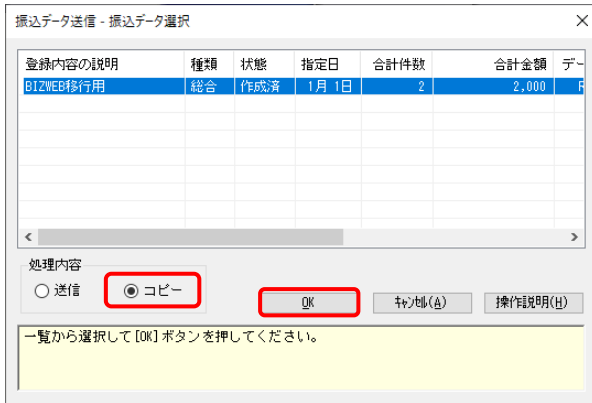 振込データ送信 - 振込データ選択
登録内容の説明 種類 状態 指定日 合計件数 合計金額 デー
BIZWEB移行用 総合 作成済 1月 1日 2 2,000
処理内容
送信 コピー OK ｷｬﾝｾﾙ(A) 操作説明(H)
一覧から選択して[OK]ボタンを押してください。